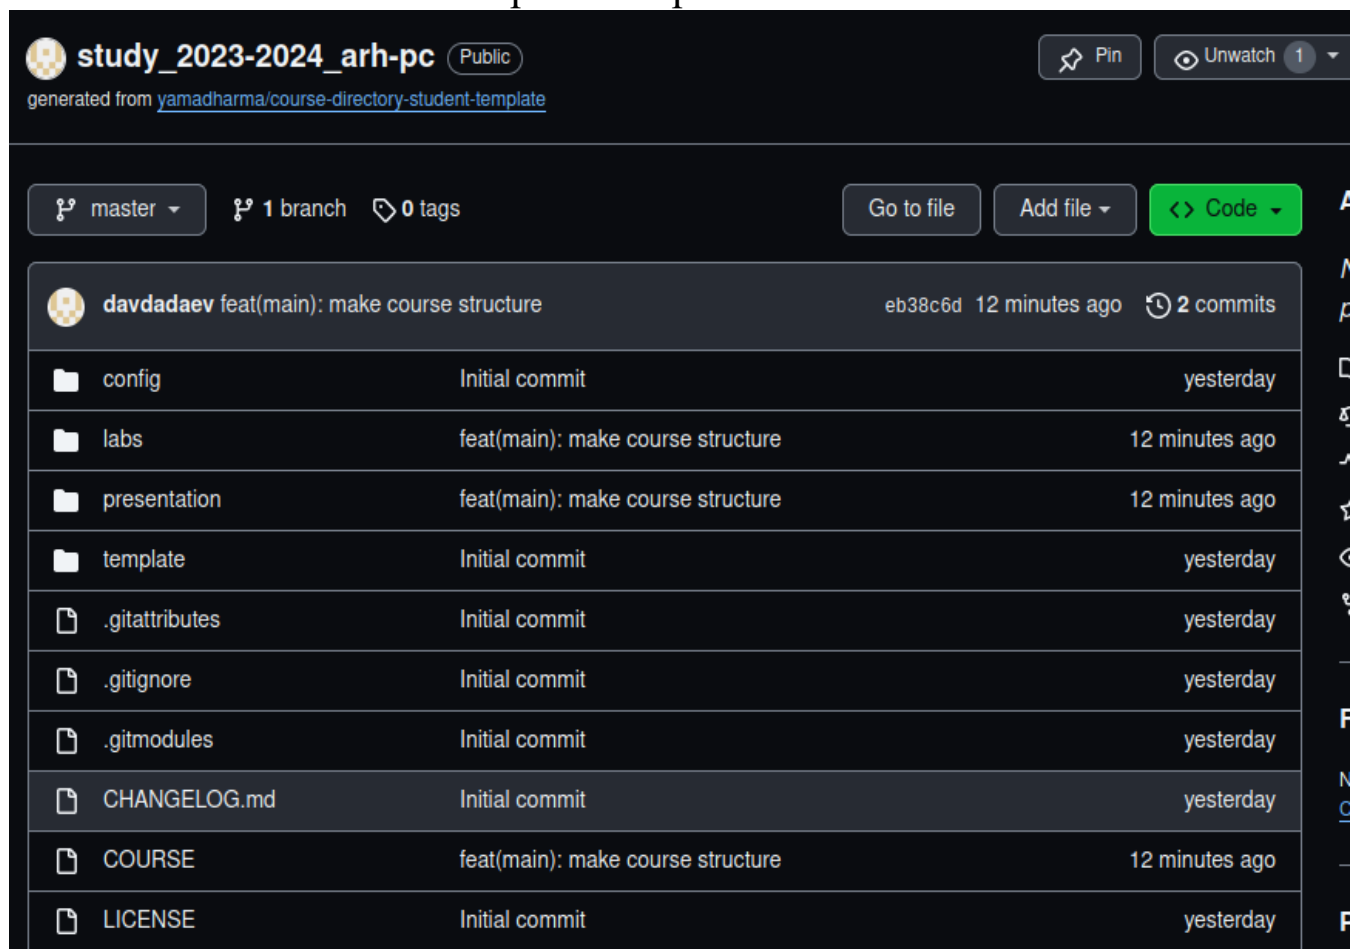 study_2023-2024_arh-pc Public Pin Unwatch 1
generated from yamadharma/course-directory-student-template
master 1 branch 0 tags Go to file Add file <> Code
davdadaev feat(main): make course structure eb38c6d 12 minutes ago 2 commits
config Initial commit yesterday
labs feat(main): make course structure 12 minutes ago
presentation feat(main): make course structure 12 minutes ago
template Initial commit yesterday
.gitattributes Initial commit yesterday
.gitignore Initial commit yesterday
.gitmodules Initial commit yesterday
CHANGELOG.md Initial commit yesterday
COURSE feat(main): make course structure 12 minutes ago
LICENSE Initial commit yesterday